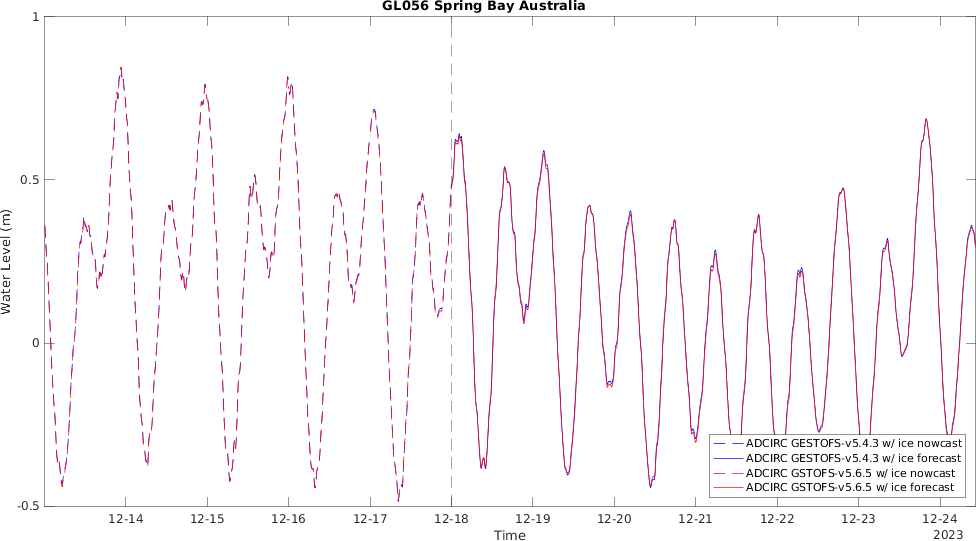 GL056 Spring Bay Australia
1
0.5
0
-0.5
Water Level (m)
12-14 12-15 12-16 12-17 12-18 12-19 12-20 12-21 12-22 12-23 12-24
Time
2023
ADCIRC GESTOFS-v5.4.3 w/ ice nowcast
ADCIRC GESTOFS-v5.4.3 w/ ice forecast
ADCIRC GSTOFS-v5.6.5 w/ ice nowcast
ADCIRC GSTOFS-v5.6.5 w/ ice forecast